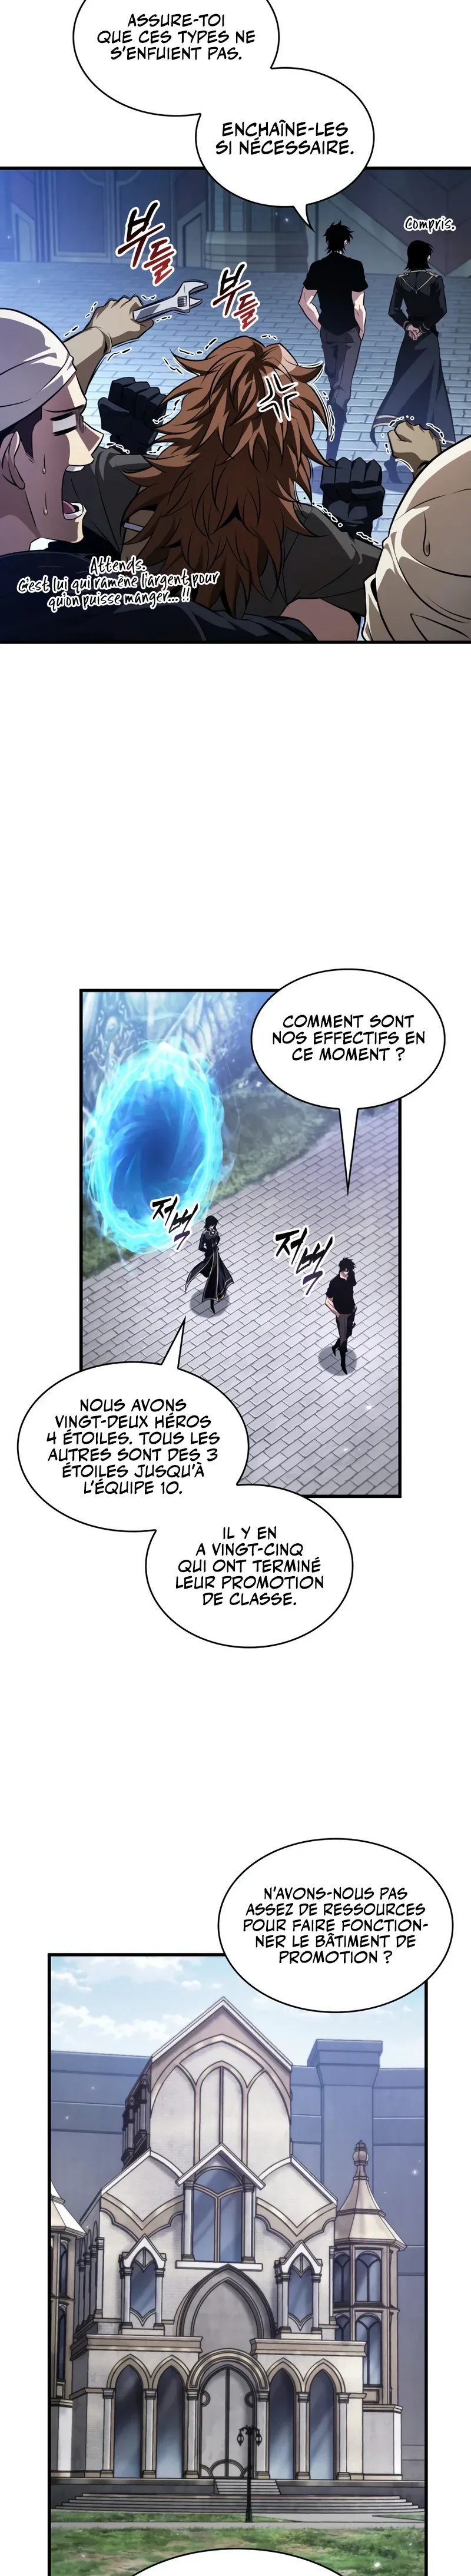 ASSURE-TOI
QUE CES TYPES NE
S'ENFUIENT PAS.
ENCHAÎNE-LES
SI NÉCESSAIRE.
Compris.
부들
부들
Attends.
C'est lui qui ramène l'argent pour
qu'on puisse manger... !!
COMMENT SONT
NOS EFFECTIFS EN
CE MOMENT ?
저벅
저벅
NOUS AVONS
VINGT-DEUX HÉROS
4 ÉTOILES. TOUS LES
AUTRES SONT DES 3
ÉTOILES JUSQU'À
L'ÉQUIPE 10.
IL Y EN
A VINGT-CINQ
QUI ONT TERMINÉ
LEUR PROMOTION
DE CLASSE.
N'AVONS-NOUS PAS
ASSEZ DE RESSOURCES
POUR FAIRE FONCTION-
NER LE BÂTIMENT DE
PROMOTION ?